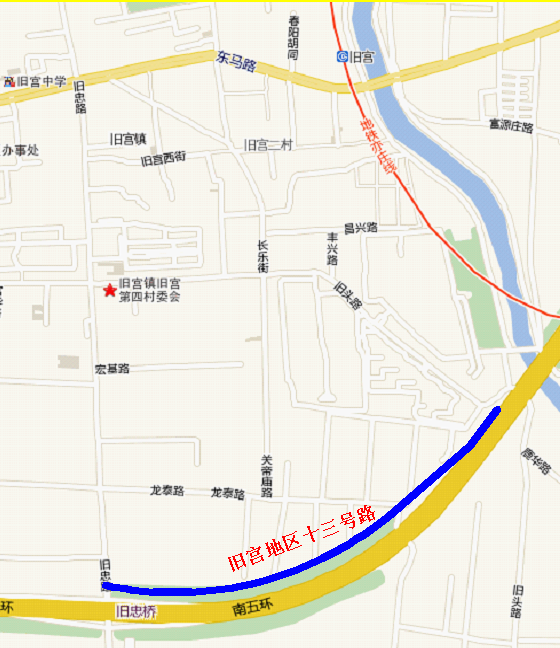 春阳胡同
东马路
旧宫
旧宫中学
旧忠路
富源庄路
地铁亦庄线
旧宫镇
旧宫三村
办事处
旧宫西街
昌兴路
丰兴路
长乐街
旧宫镇旧宫
第四村委会
旧头路
宏基路
关帝庙路
唐华路
龙泰路
龙泰路
旧宫地区十三号路
旧忠路
旧头路
环
旧忠桥
南五环